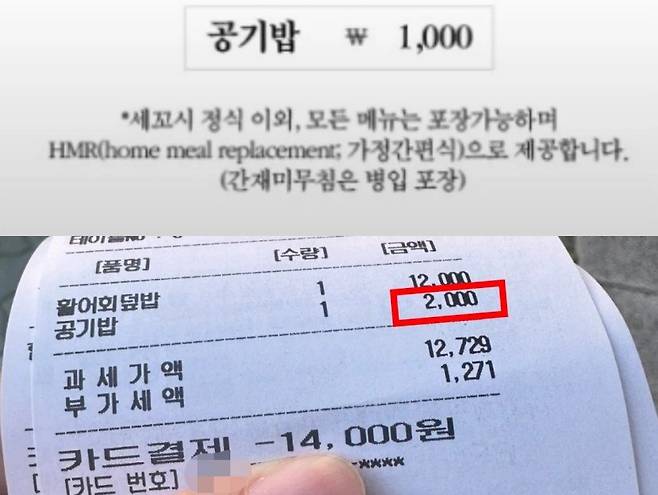 공기밥 ₩ 1,000
*세꼬시 정식 이외, 모든 메뉴는 포장가능하며
HMR(home meal replacement; 가정간편식)으로 제공합니다.
(간재미무침은 병입 포장)
[품명] [수량] [금액]
활어회덮밥 1 12,000
공기밥 1 2,000
과세가액 12,729
부가세액 1,271
카드결제 -14,000원
[카드 번호] -****